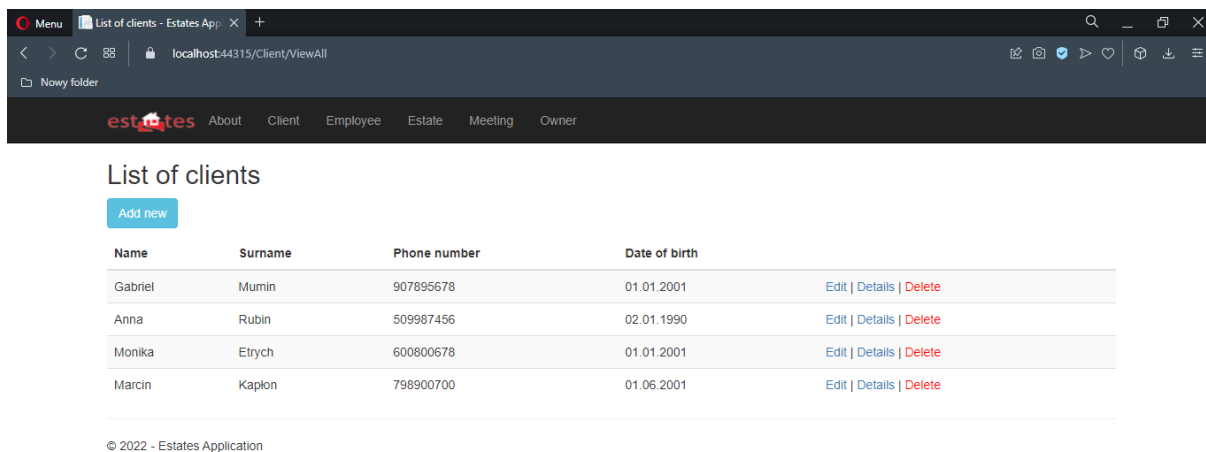 Menu List of clients - Estates App
localhost:44315/Client/ViewAll
Nowy folder
estates About Client Employee Estate Meeting Owner
List of clients
Add new
Name Surname Phone number Date of birth
Gabriel Mumin 907895678 01.01.2001 Edit | Details | Delete
Anna Rubin 509987456 02.01.1990 Edit | Details | Delete
Monika Etrych 600800678 01.01.2001 Edit | Details | Delete
Marcin Kapłon 798900700 01.06.2001 Edit | Details | Delete
© 2022 - Estates Application